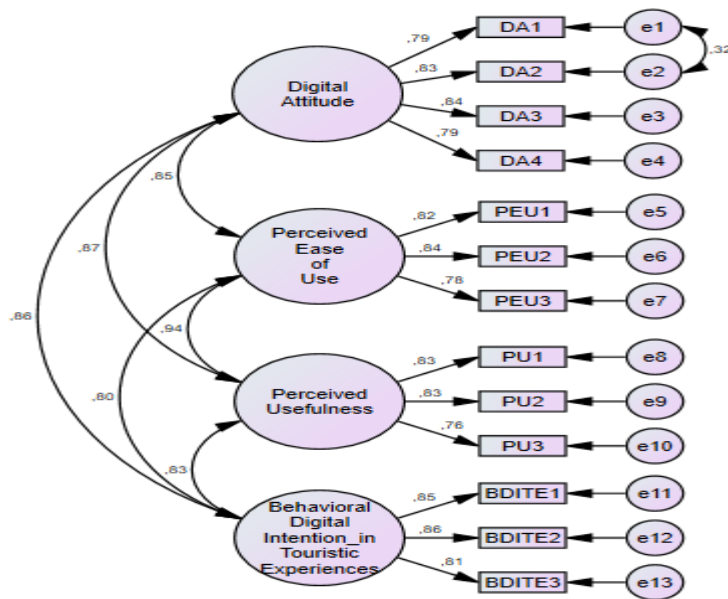 ,79
DA1
e1
,32
Digital
Attitude
,83
DA2
e2
,84
DA3
e3
,79
DA4
e4
,85
,82
PEU1
e5
Perceived
Ease
of
Use
,84
PEU2
e6
,87
,78
PEU3
e7
,86
,94
,83
PU1
e8
Perceived
Usefulness
,80
,83
PU2
e9
,76
PU3
e10
,83
,85
BDITE1
e11
Behavioral
Digital
Intention_in
Touristic
Experiences
,86
BDITE2
e12
,81
BDITE3
e13